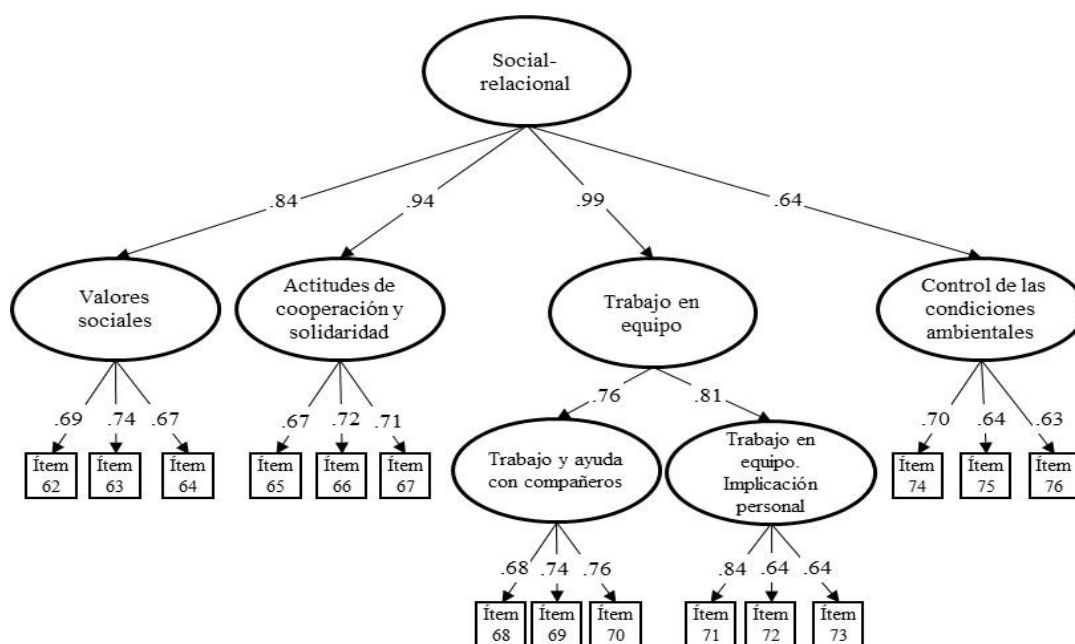 Social-
relacional
.84
.94
.99
.64
Valores
sociales
Actitudes de
cooperación y
solidaridad
Trabajo en
equipo
Control de las
condiciones
ambientales
.69
.74
.67
.67
.72
.71
.76
.81
.70
.64
.63
Ítem
62
Ítem
63
Ítem
64
Ítem
65
Ítem
66
Ítem
67
Trabajo y ayuda
con compañeros
Trabajo en
equipo.
Implicación
personal
Ítem
74
Ítem
75
Ítem
76
.68
.74
.76
.84
.64
.64
Ítem
68
Ítem
69
Ítem
70
Ítem
71
Ítem
72
Ítem
73